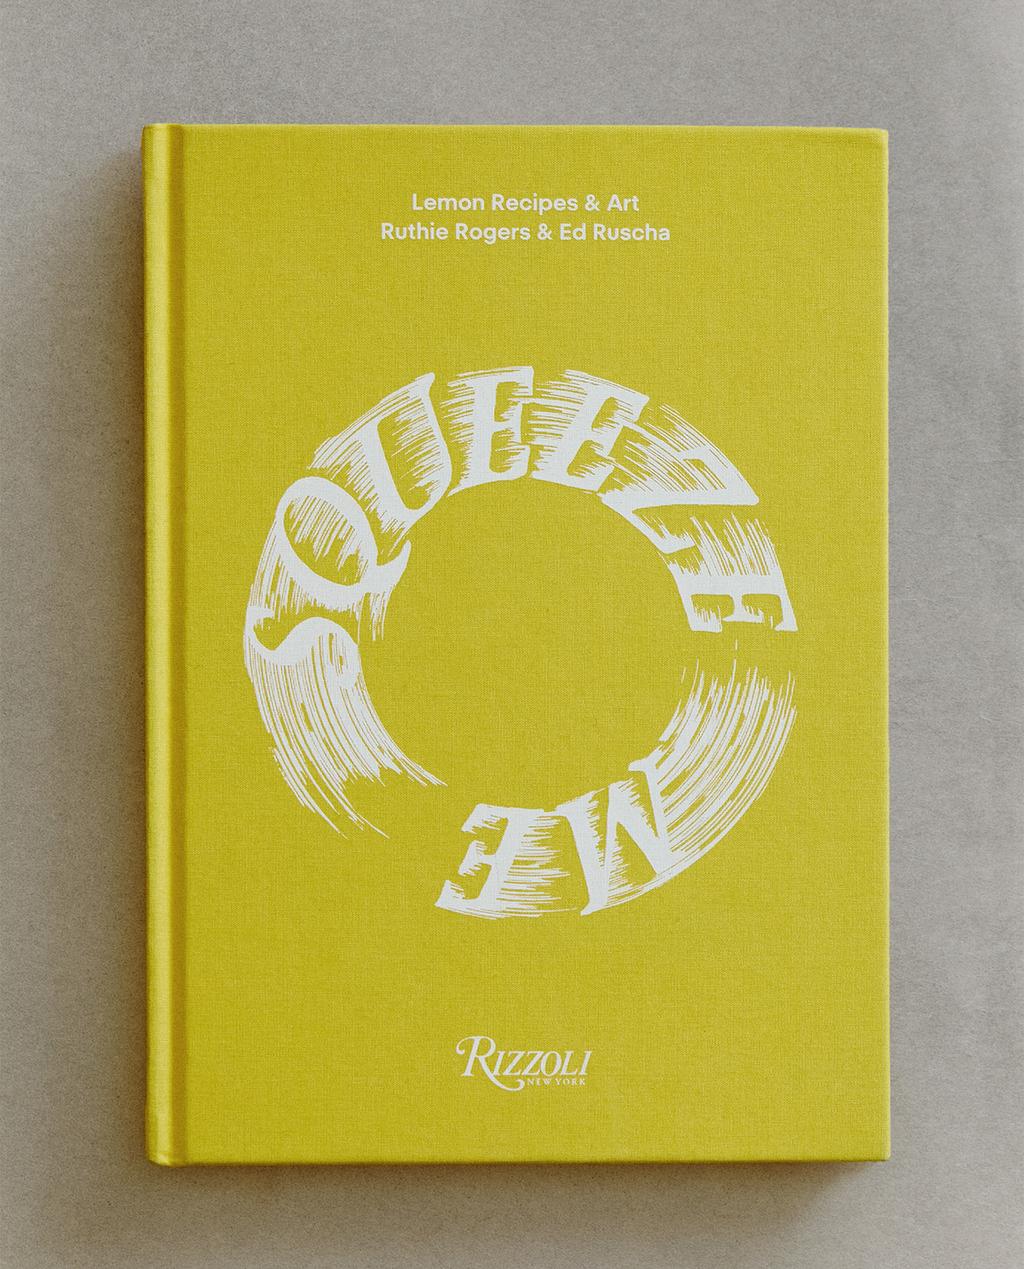 Lemon Recipes & Art
Ruthie Rogers & Ed Ruscha
SQUEEZE
ME
RIZZOLI
NEW YORK